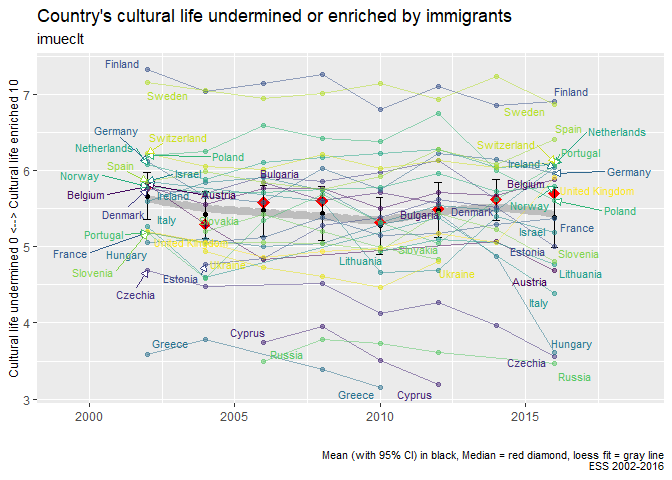 Country's cultural life undermined or enriched by immigrants
imueclt
Cultural life undermined 0 -- Cultural life enriched 10
7
6
5
4
3
2000
2005
2010
2015
Finland
Sweden
Germany
Switzerland
Netherlands
Poland
Spain
Israel
Norway
Belgium
Ireland
Austria
Bulgaria
Denmark
Italy
Slovakia
Portugal
United Kingdom
France
Hungary
Slovenia
Estonia
Ukraine
Czechia
Greece
Cyprus
Russia
Greece
Cyprus
Lithuania
Bulgaria
Slovakia
Ukraine
Finland
Sweden
Spain
Netherlands
Switzerland
Portugal
Ireland
Germany
Belgium
United Kingdom
Norway
Poland
Denmark
Israel
France
Estonia
Slovenia
Lithuania
Austria
Italy
Hungary
Czechia
Russia
Mean (with 95% CI) in black, Median = red diamond, loess fit = gray line
ESS 2002-2016